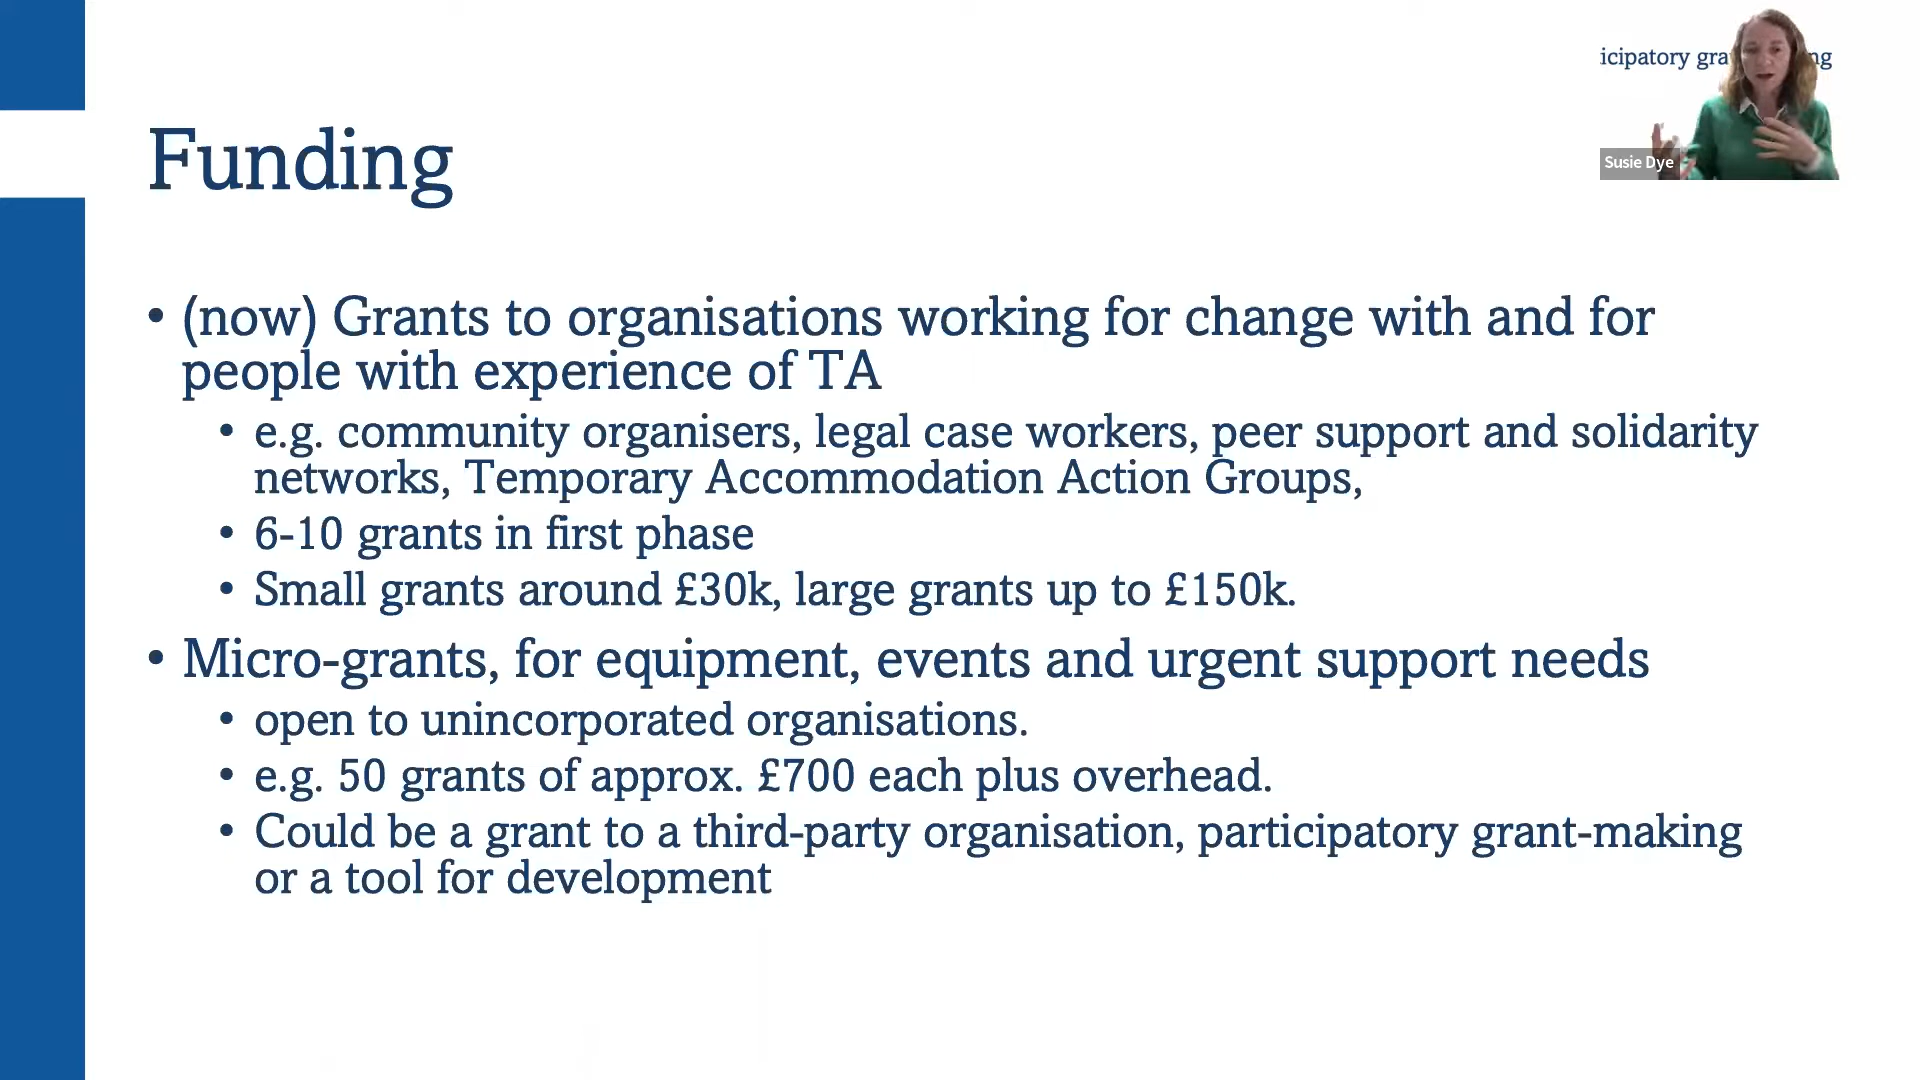 icipatory gra ng
Susie Dye
Funding
• (now) Grants to organisations working for change with and for
people with experience of TA
• e.g. community organisers, legal case workers, peer support and solidarity
networks, Temporary Accommodation Action Groups,
• 6-10 grants in first phase
• Small grants around £30k, large grants up to £150k.
• Micro-grants, for equipment, events and urgent support needs
• open to unincorporated organisations.
• e.g. 50 grants of approx. £700 each plus overhead.
• Could be a grant to a third-party organisation, participatory grant-making
or a tool for development